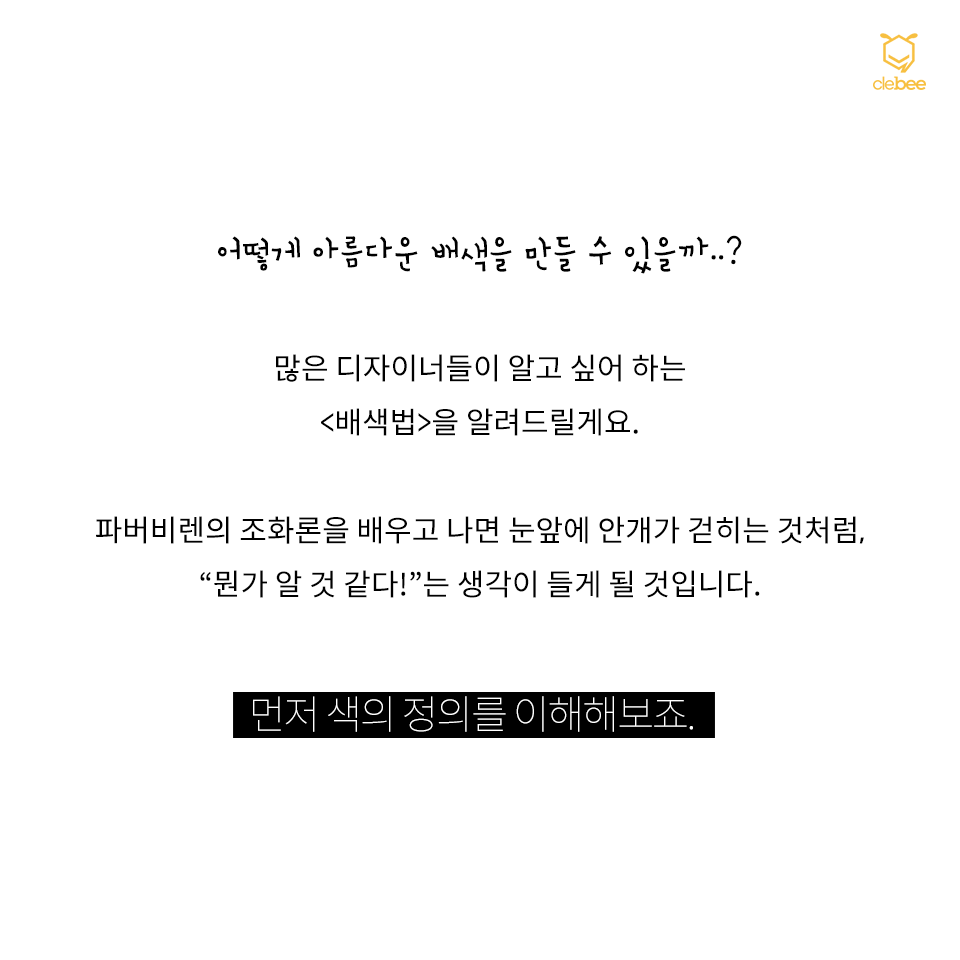 cle.bee
어떻게 아름다운 배색을 만들 수 있을까..?
많은 디자이너들이 알고 싶어 하는
<배색법>을 알려드릴게요.
파버비렌의 조화론을 배우고 나면 눈앞에 안개가 걷히는 것처럼,
“뭔가 알 것 같다!”는 생각이 들게 될 것입니다.
먼저 색의 정의를 이해해보죠.